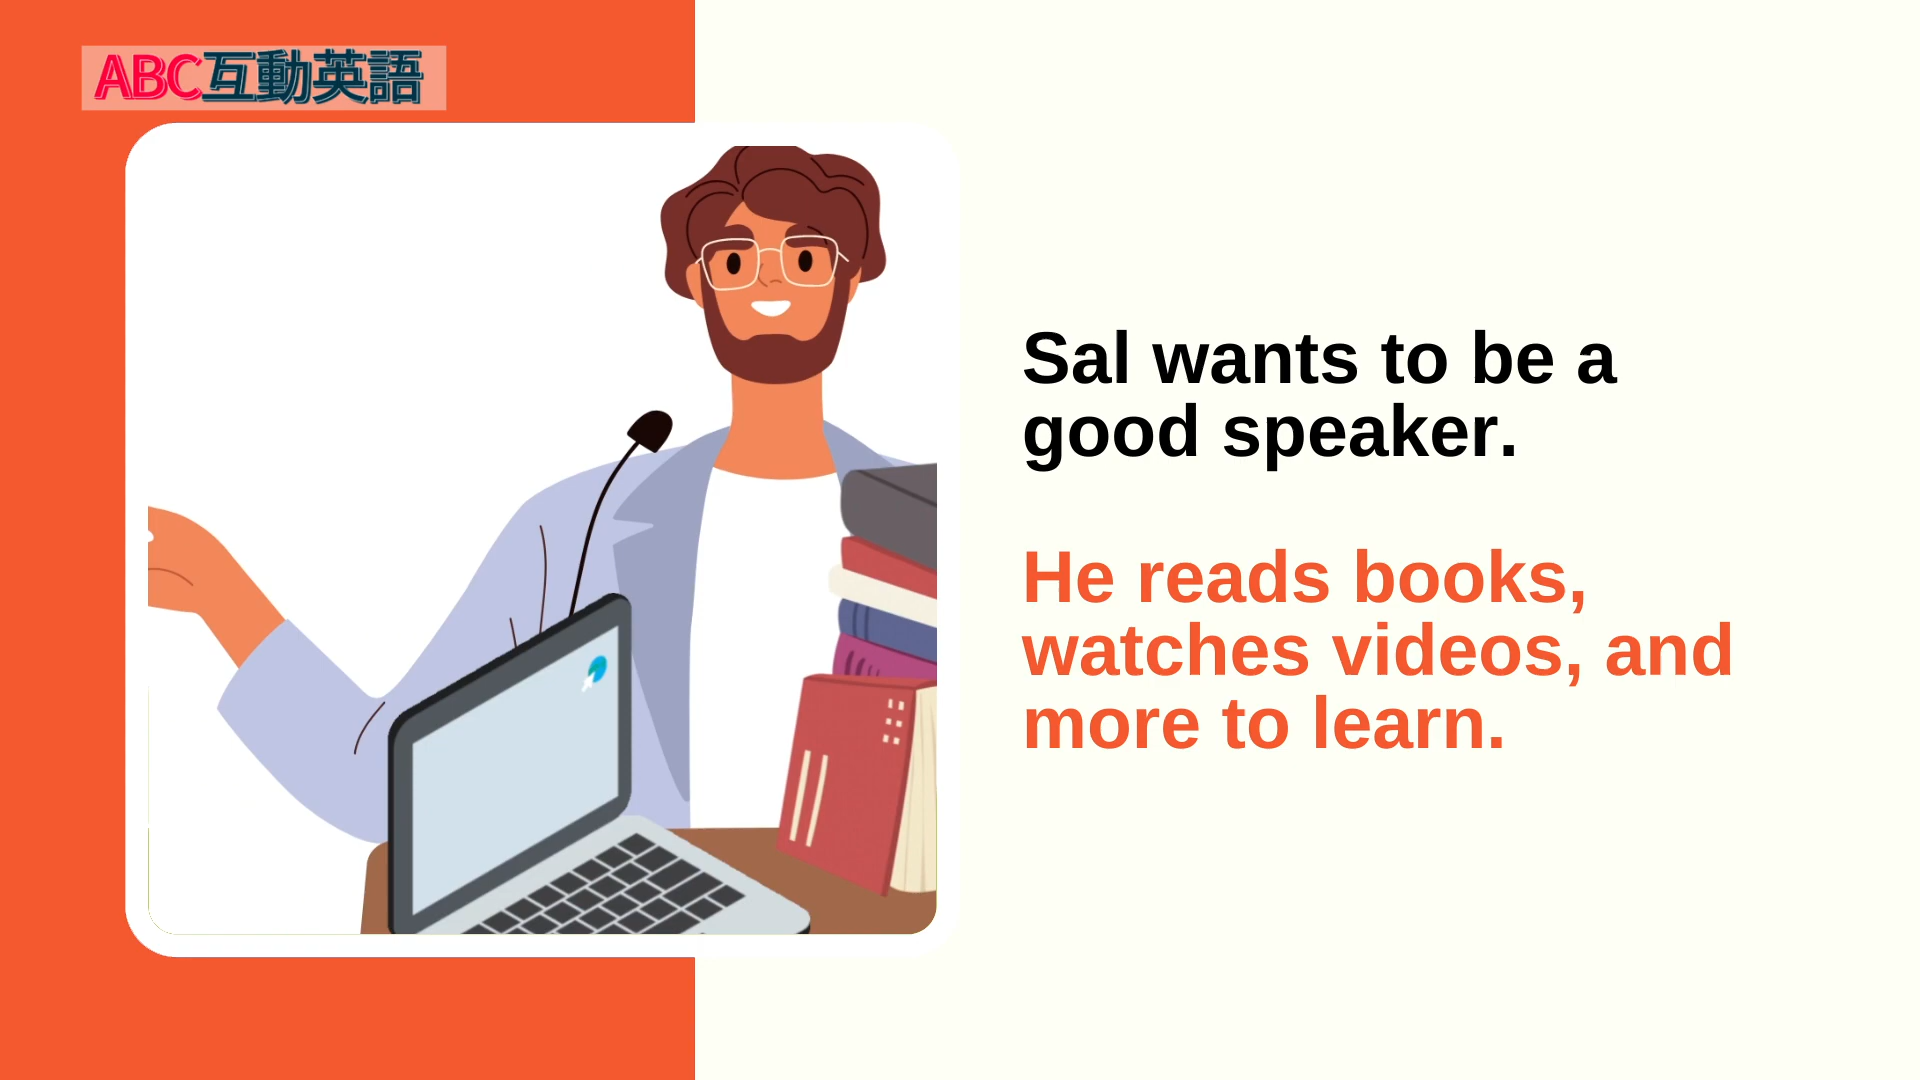 ABC互動英語
Sal wants to be a
good speaker.
He reads books,
watches videos, and
more to learn.